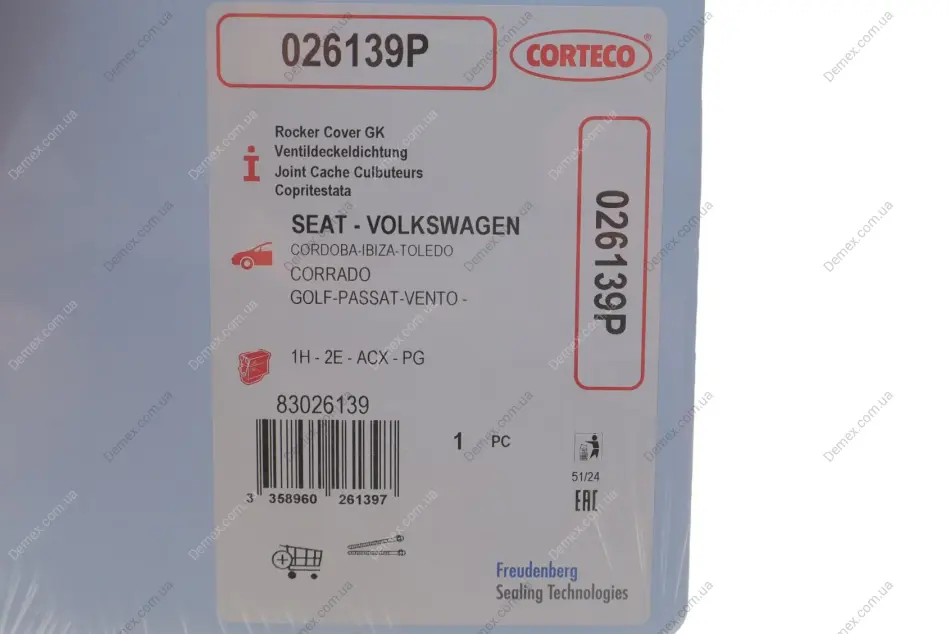 026139P
CORTECO®
Rocker Cover GK
Ventildeckeldichtung
Joint Cache Culbuteurs
Copritestata
SEAT - VOLKSWAGEN
CORDOBA-IBIZA-TOLEDO
CORRADO
GOLF-PASSAT-VENTO -
026139P
1H - 2E - ACX - PG
83026139
1 PC
3 358960 261397
51/24
EAC
Freudenberg
Sealing Technologies
Demex.com.ua